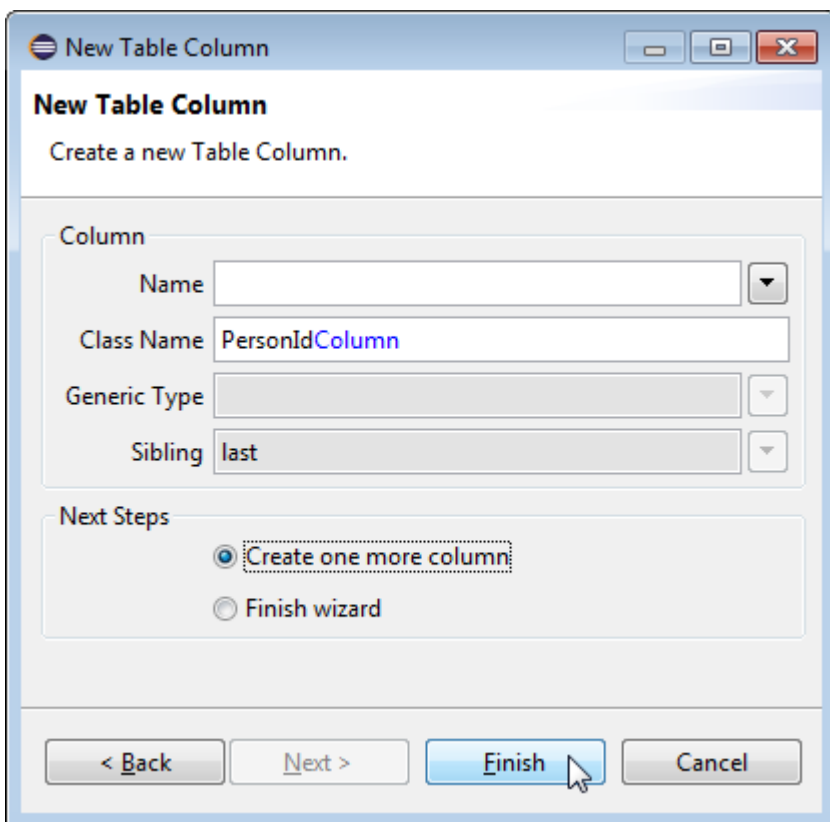 New Table Column
New Table Column
Create a new Table Column.
Column
Name
Class Name PersonIdColumn
Generic Type
Sibling last
Next Steps
Create one more column
Finish wizard
< Back Next > Finish Cancel